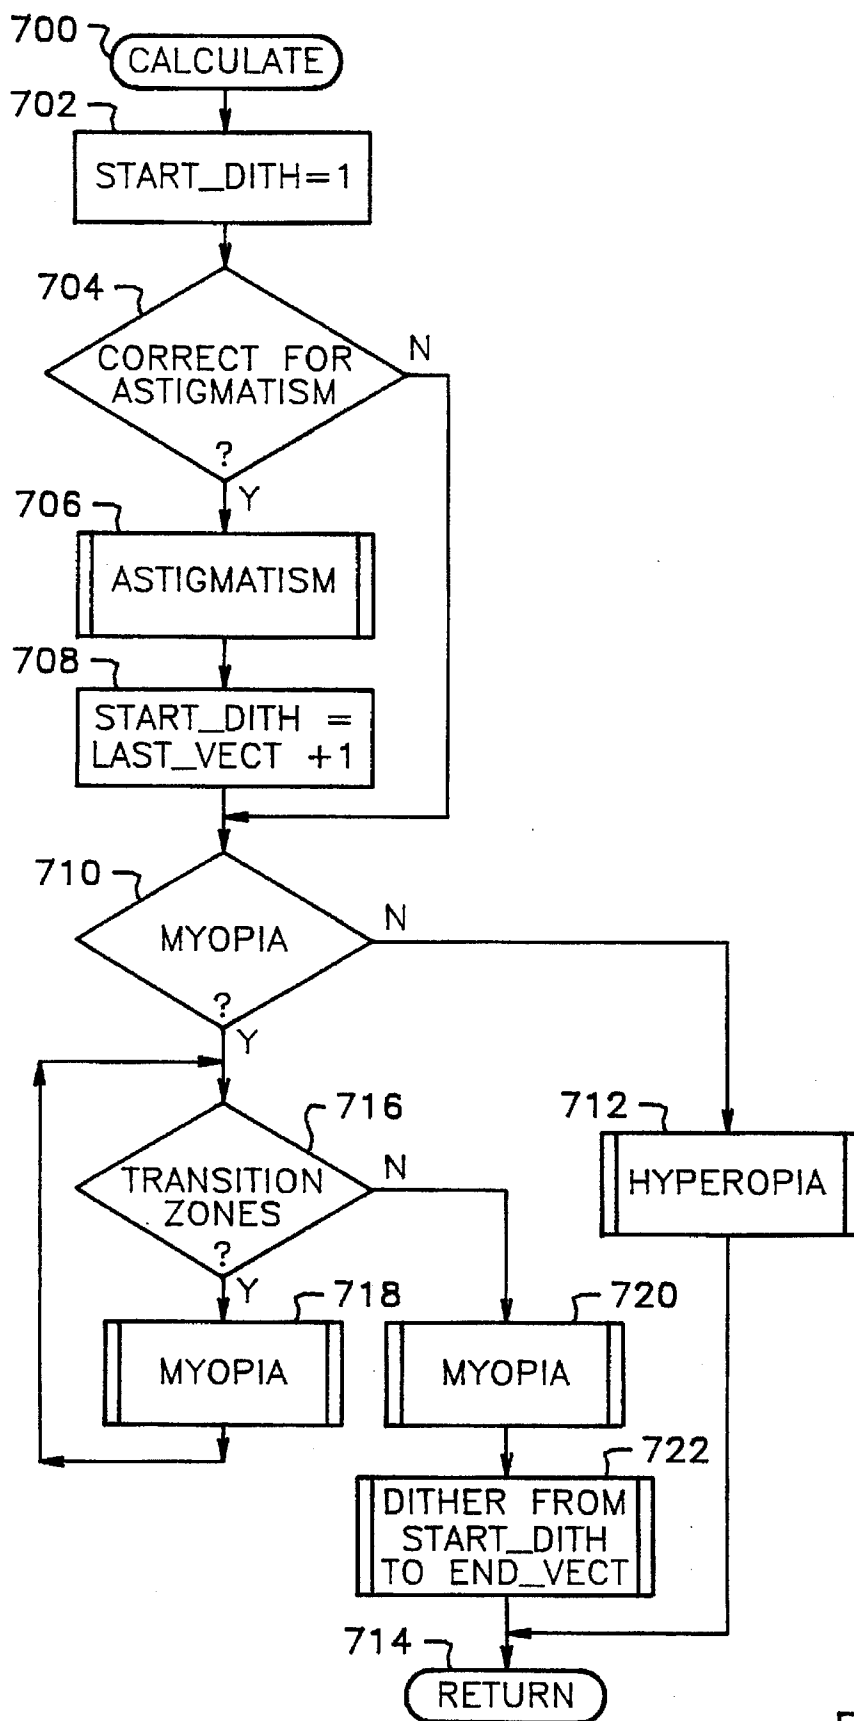 700
CALCULATE
702
START_DITH=1
704
CORRECT FOR
ASTIGMATISM
?
N
Y
706
ASTIGMATISM
708
START_DITH =
LAST_VECT +1
710
MYOPIA
?
N
Y
716
TRANSITION
ZONES
?
N
Y
712
HYPEROPIA
718
MYOPIA
720
MYOPIA
722
DITHER FROM
START_DITH
TO END_VECT
714
RETURN